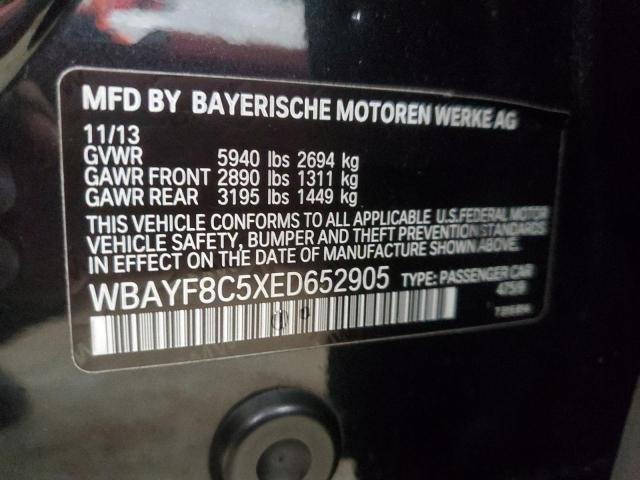 MFD BY BAYERISCHE MOTOREN WERKE AG
11/13
GVWR 5940 lbs 2694 kg
GAWR FRONT 2890 lbs 1311 kg
GAWR REAR 3195 lbs 1449 kg
THIS VEHICLE CONFORMS TO ALL APPLICABLE U.S.FEDERAL MOTOR
VEHICLE SAFETY, BUMPER AND THEFT PREVENTION STANDARDS
IN EFFECT ON THE DATE OF MANUFACTURE SHOWN ABOVE.
WBAYF8C5XED652905 TYPE: PASSENGER CAR